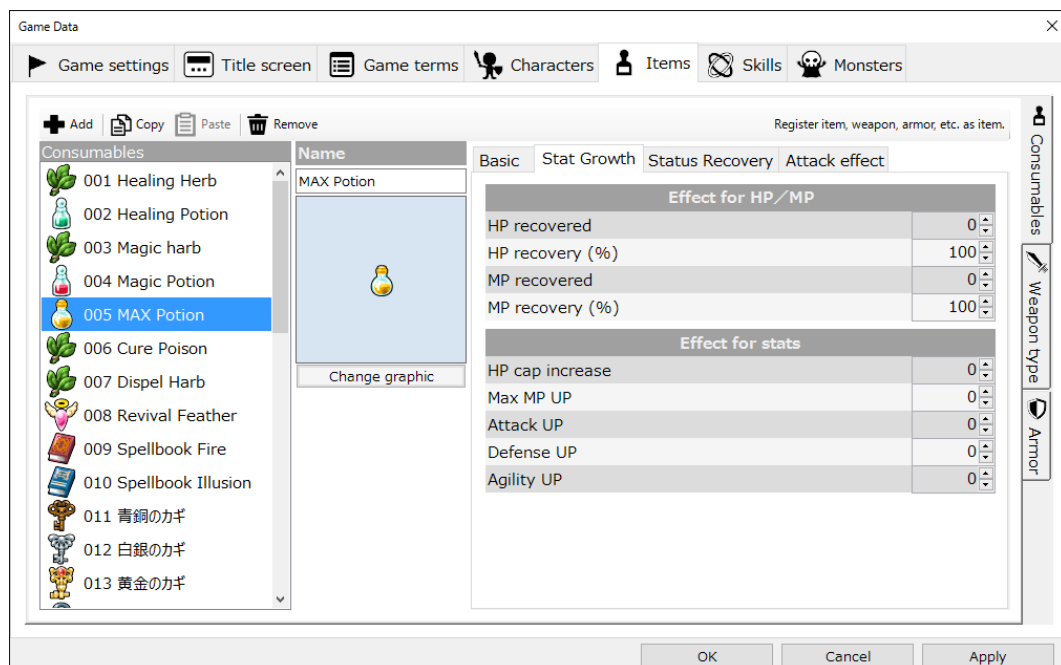 Game Data
Game settings Title screen Game terms Characters Items Skills Monsters
Add Copy Paste Remove
Register item, weapon, armor, etc. as item.
Consumables
001 Healing Herb
002 Healing Potion
003 Magic harb
004 Magic Potion
005 MAX Potion
006 Cure Poison
007 Dispel Harb
008 Revival Feather
009 Spellbook Fire
010 Spellbook Illusion
011 青銅のカギ
012 白銀のカギ
013 黄金のカギ
Name
MAX Potion
Change graphic
Basic Stat Growth Status Recovery Attack effect
Effect for HP／MP
HP recovered 0
HP recovery (%) 100
MP recovered 0
MP recovery (%) 100
Effect for stats
HP cap increase 0
Max MP UP 0
Attack UP 0
Defense UP 0
Agility UP 0
Consumables
Weapon type
Armor
OK Cancel Apply